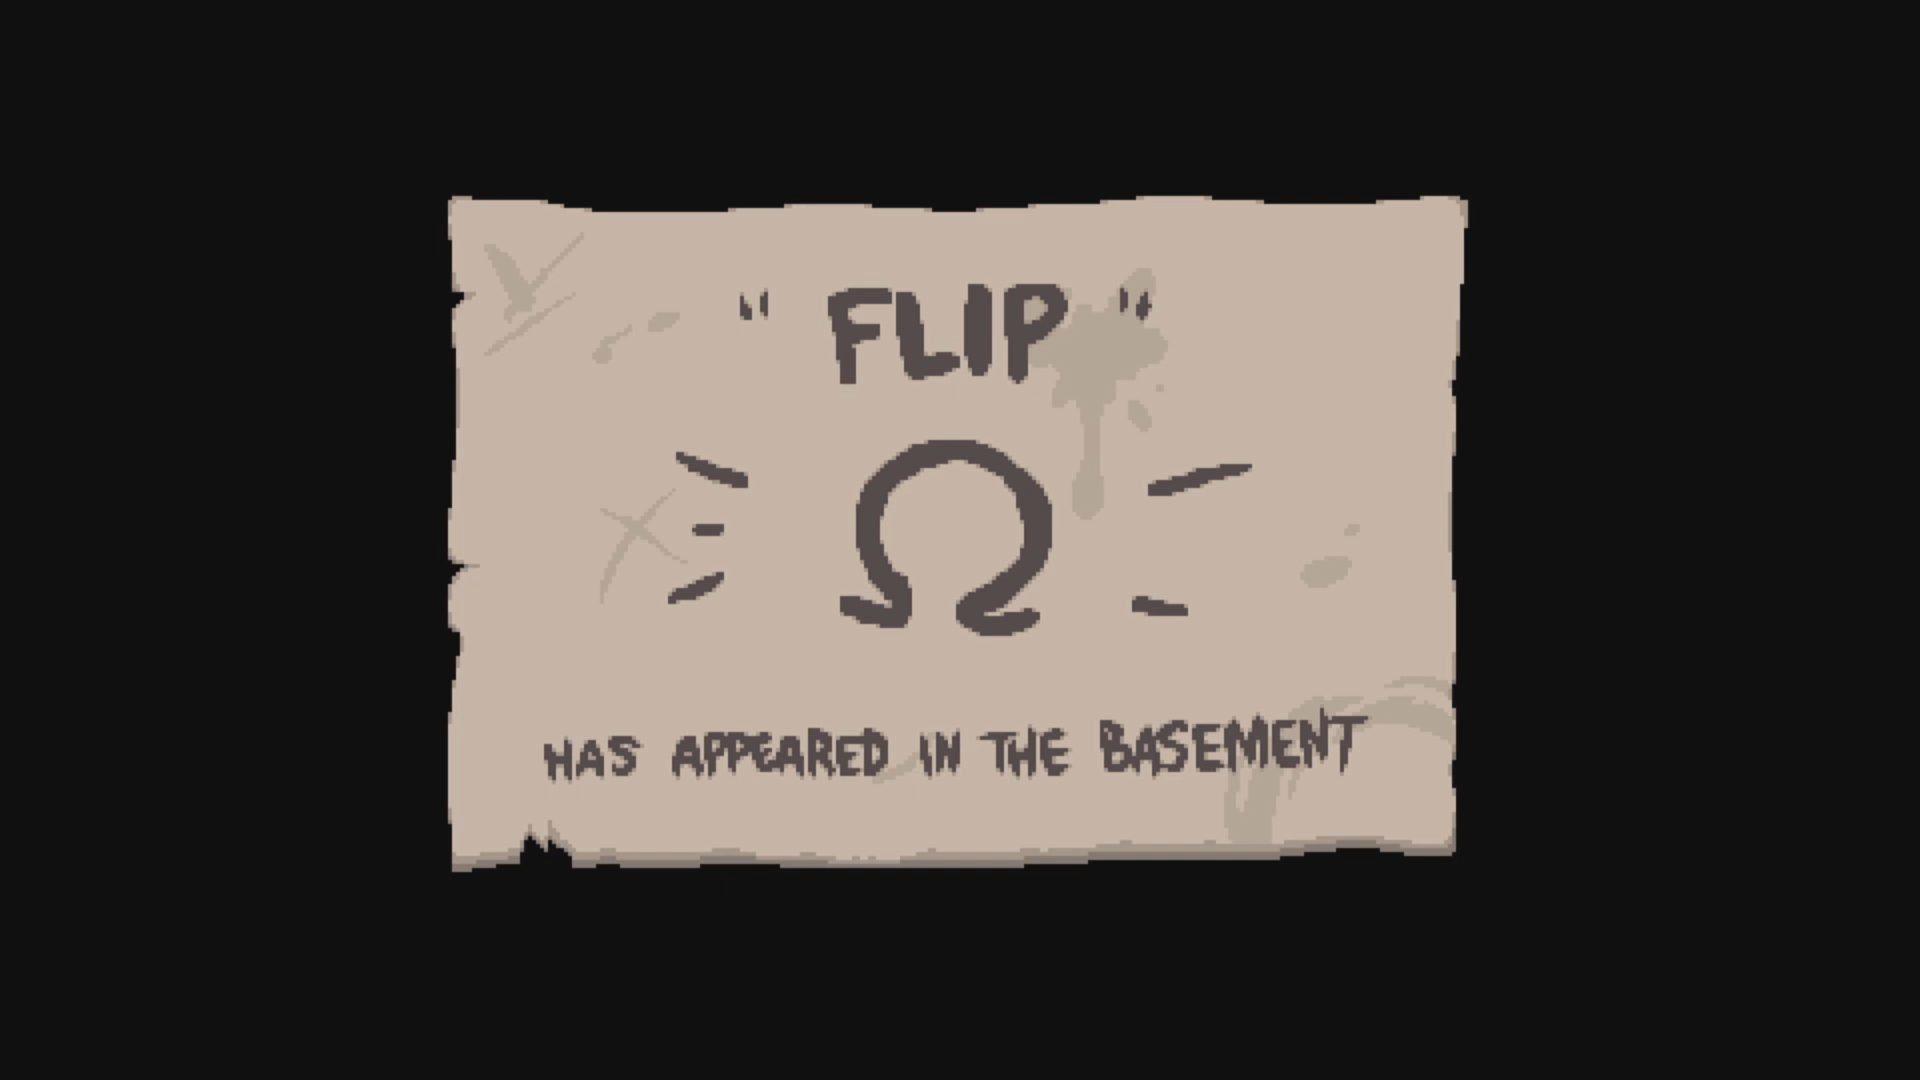 " FLIP "
Ω
HAS APPEARED IN THE BASEMENT